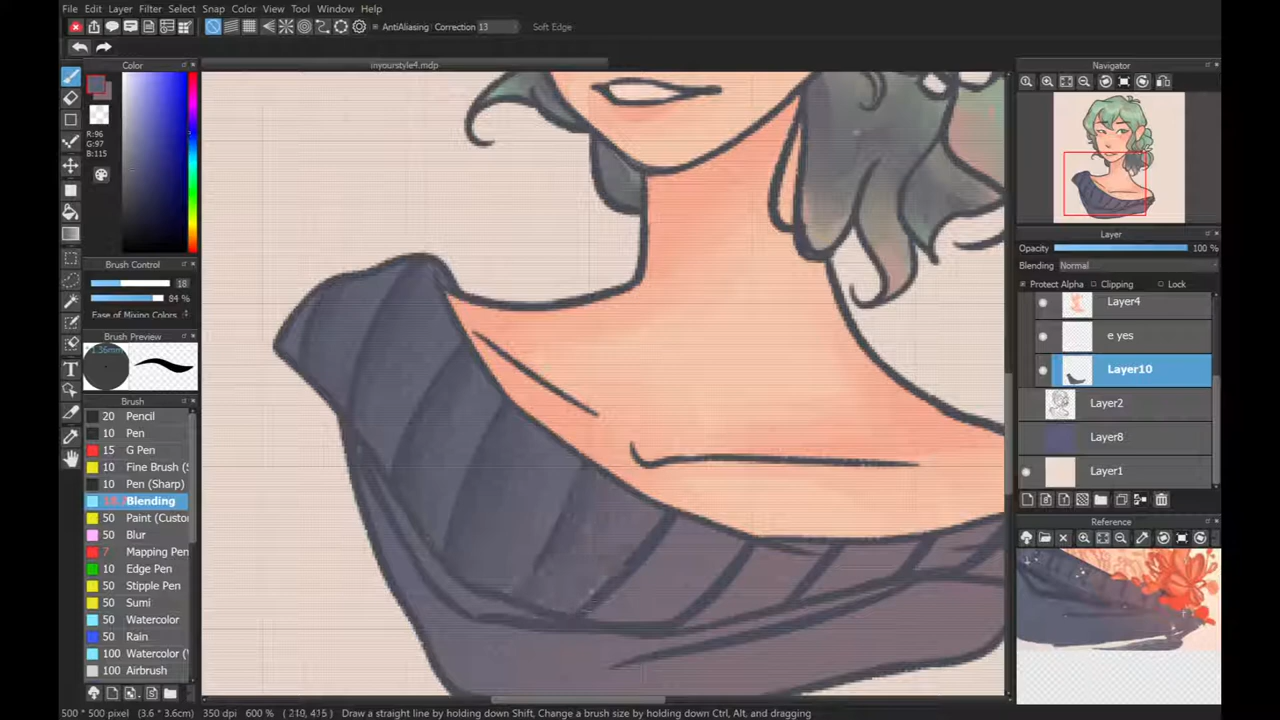 File Edit Layer Filter Select Snap Color View Tool Window Help
AntiAliasing Correction 13 Soft Edge
inyourstyle4.mdp
Color
R:96
G:97
B:115
Brush Control
18
84 %
Ease of Mixing Colors
Brush Preview
1.36mm
Brush
20 Pencil
10 Pen
15 G Pen
10 Fine Brush (S
10 Pen (Sharp)
Blending
50 Paint (Custo
50 Blur
7 Mapping Pen
10 Edge Pen
50 Stipple Pen
50 Sumi
50 Watercolor
50 Rain
100 Watercolor (
100 Airbrush
Navigator
Layer
Opacity 100 %
Blending Normal
Protect Alpha Clipping Lock
Layer4
e yes
Layer10
Layer2
Layer8
Layer1
Reference
500 * 500 pixel (3.6 * 3.6cm) 350 dpi 600 % ( 210, 415 ) Draw a straight line by holding down Shift, Change a brush size by holding down Ctrl, Alt, and dragging